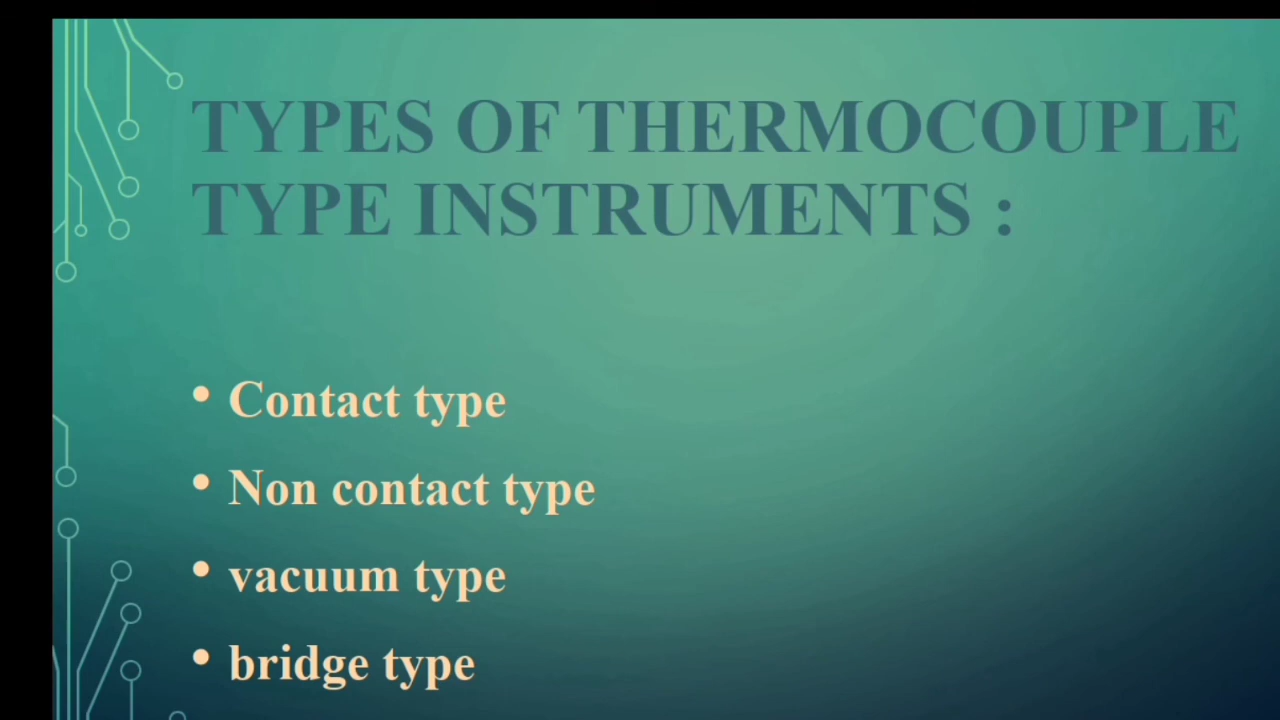 TYPES OF THERMOCOUPLE
TYPE INSTRUMENTS :
• Contact type
• Non contact type
• vacuum type
• bridge type